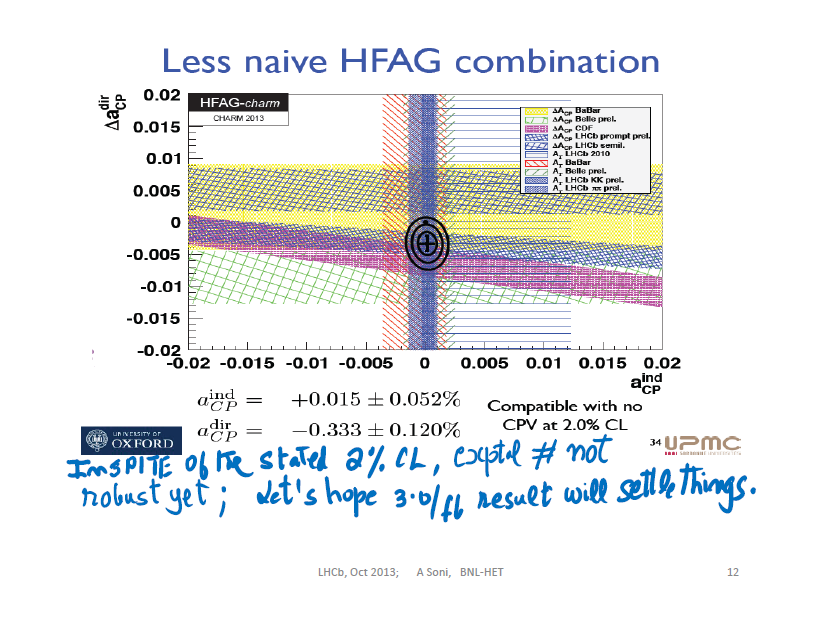 Less naive HFAG combination
HFAG-charm
CHARM 2013
Δa_CP^dir
0.02
0.015
0.01
0.005
0
-0.005
-0.01
-0.015
-0.02
ΔA_CP BaBar
ΔA_CP Belle prel.
ΔA_CP CDF
ΔA_CP LHCb prompt prel.
ΔA_CP LHCb semil.
A_Γ LHCb 2010
A_Γ BaBar
A_Γ Belle prel.
A_Γ LHCb KK prel.
A_Γ LHCb ππ prel.
-0.02 -0.015 -0.01 -0.005 0 0.005 0.01 0.015 0.02
a_CP^ind
a_CP^ind = +0.015 ± 0.052%
a_CP^dir = −0.333 ± 0.120%
Compatible with no
CPV at 2.0% CL
UNIVERSITY OF
OXFORD
34 UPMC
InSPITE Of the stated 2% CL, exptal # not
robust yet; Let's hope 3.0/fb result will settle things.
LHCb, Oct 2013; A Soni, BNL-HET 12